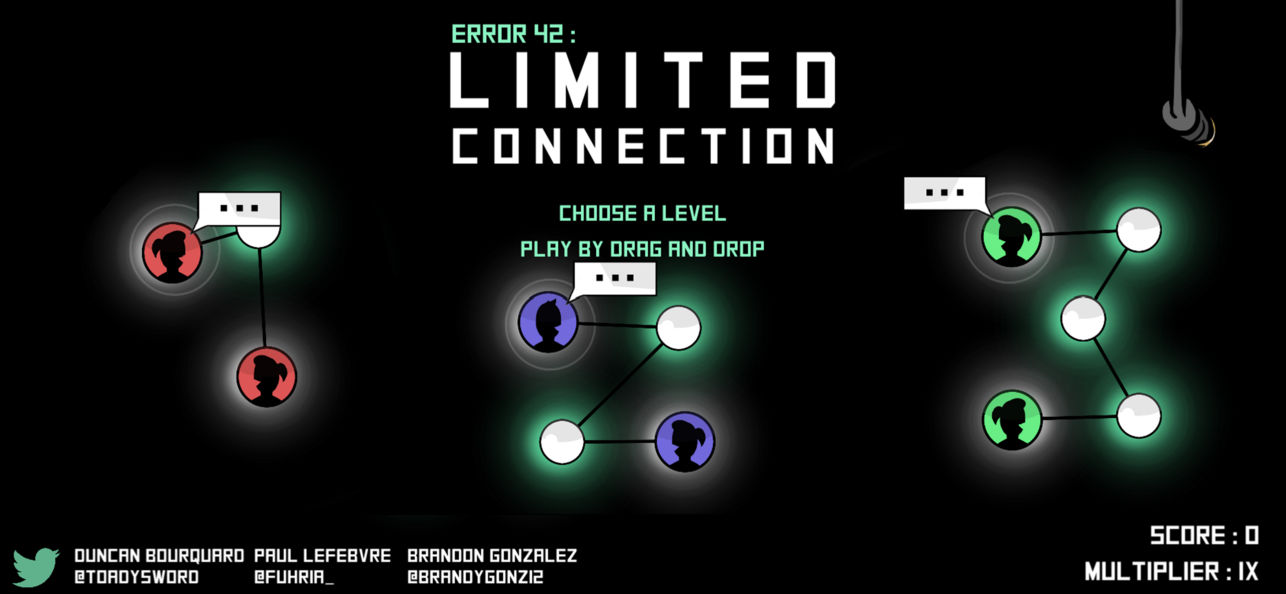 ERROR 42 :
LIMITED
CONNECTION
CHOOSE A LEVEL
PLAY BY DRAG AND DROP
DUNCAN BOURQUARD PAUL LEFEBVRE BRANDON GONZALEZ
@TOADYSWORD @FUHRIA_ @BRANDYGONZ12
SCORE : 0
MULTIPLIER : 1X